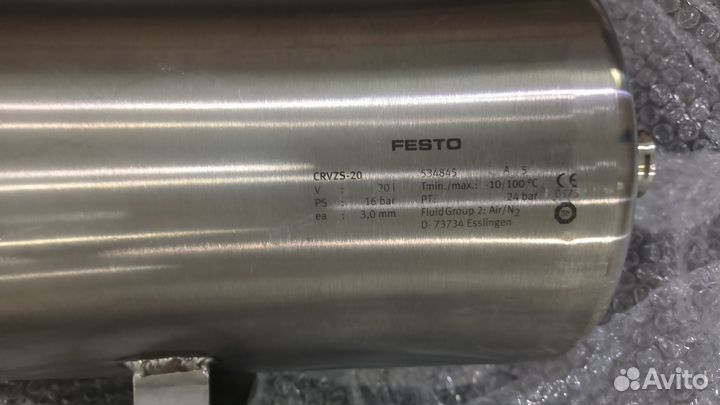 FESTO
CRVZS-20 534845 A 5
V : 20 l Tmin./max.: -10/100 °C CE
PS : 16 bar PT: 24 bar
ea : 3,0 mm Fluid Group 2: Air/N₂
D- 73734 Esslingen
Avito